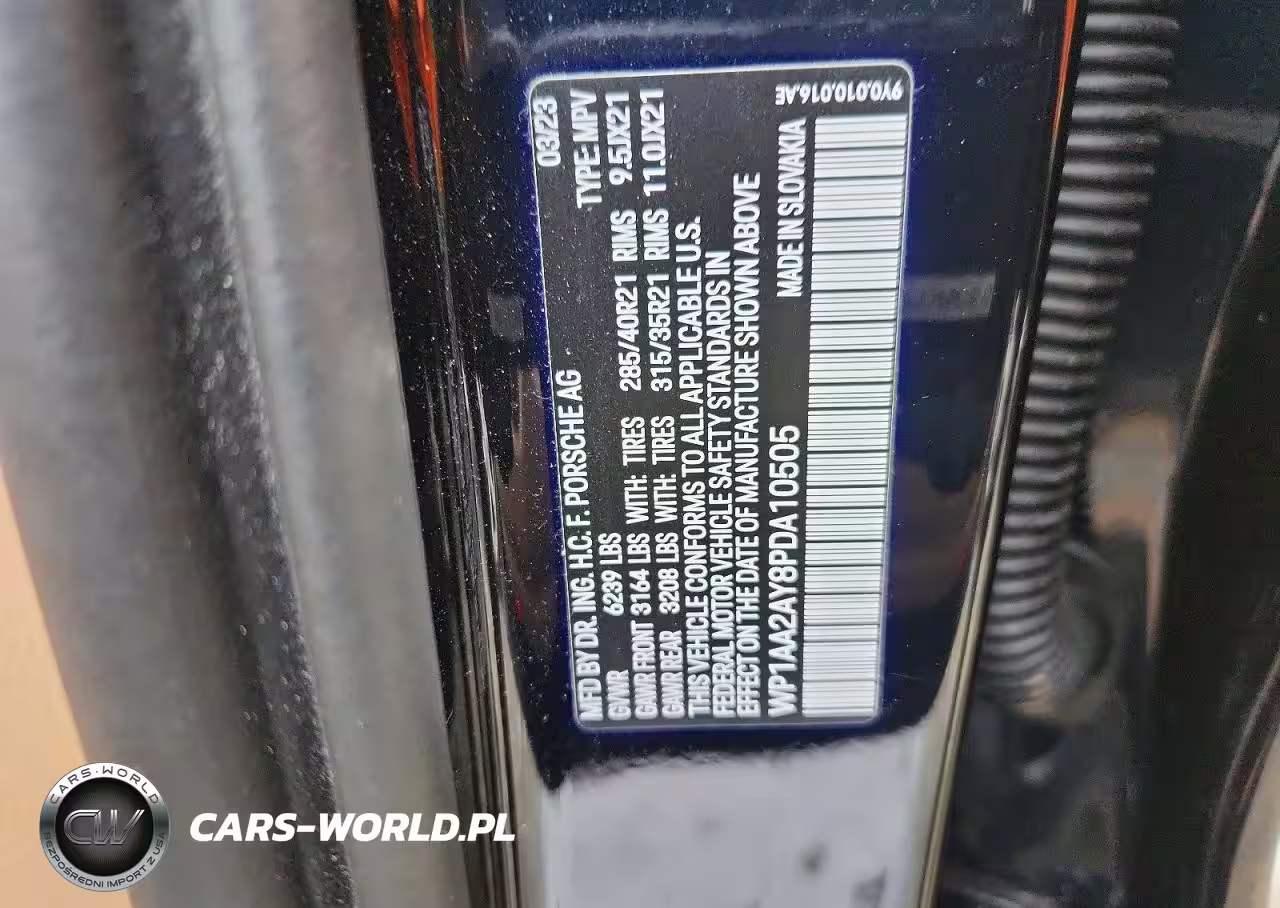 MFD BY DR. ING. H.C. F. PORSCHE AG 03/23
GVWR 6239 LBS TYPE: MPV
GAWR FRONT 3164 LBS WITH: TIRES 285/40R21 RIMS 9.5JX21
GAWR REAR 3208 LBS WITH: TIRES 315/35R21 RIMS 11.0JX21
THIS VEHICLE CONFORMS TO ALL APPLICABLE U.S.
FEDERAL MOTOR VEHICLE SAFETY STANDARDS IN
EFFECT ON THE DATE OF MANUFACTURE SHOWN ABOVE
WP1AA2AY8PDA10505 MADE IN SLOVAKIA
9Y0.010.016.AE
CARS-WORLD
CW
BEZPOŚREDNI IMPORT Z USA
CARS-WORLD.PL